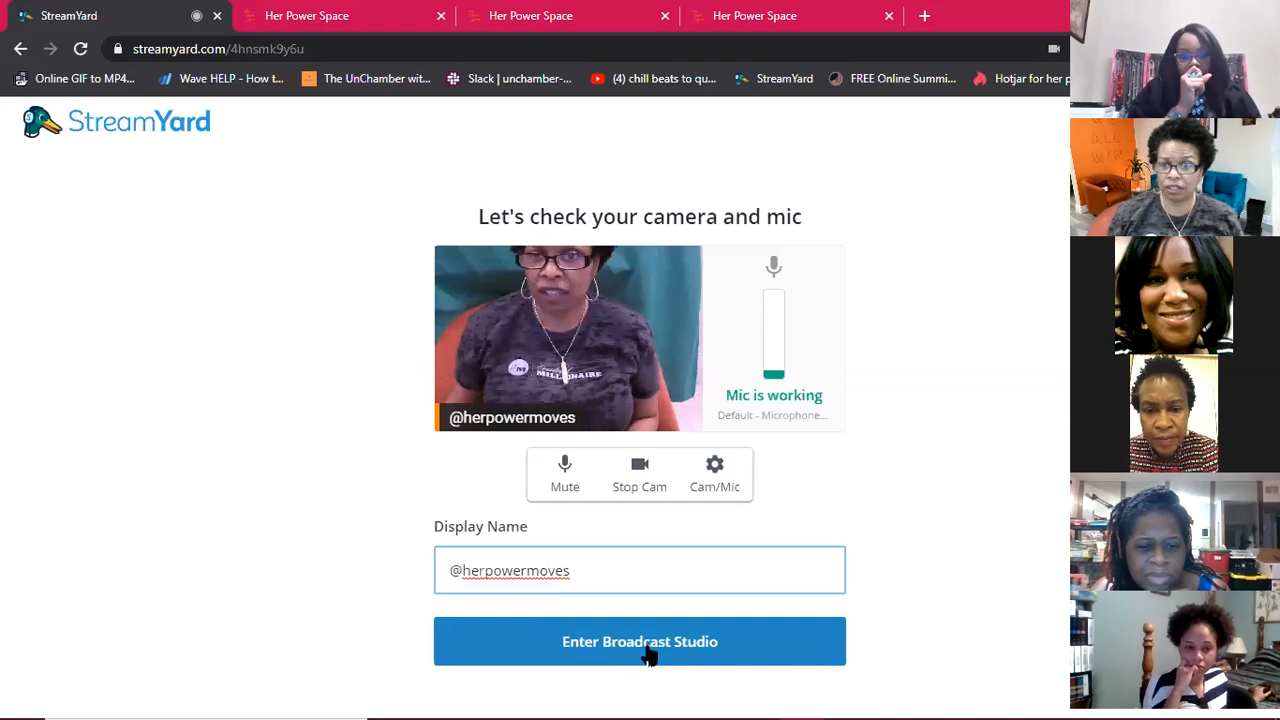 StreamYard
Her Power Space
Her Power Space
Her Power Space
streamyard.com/4hnsmk9y6u
Online GIF to MP4...
Wave HELP - How t...
The UnChamber wit...
Slack | unchamber-...
(4) chill beats to qu...
StreamYard
FREE Online Summi...
Hotjar for her p
StreamYard
Let's check your camera and mic
MILLIONAIRE
@herpowermoves
Mic is working
Default - Microphone...
Mute
Stop Cam
Cam/Mic
Display Name
@herpowermoves
Enter Broadcast Studio
ALL
WIN